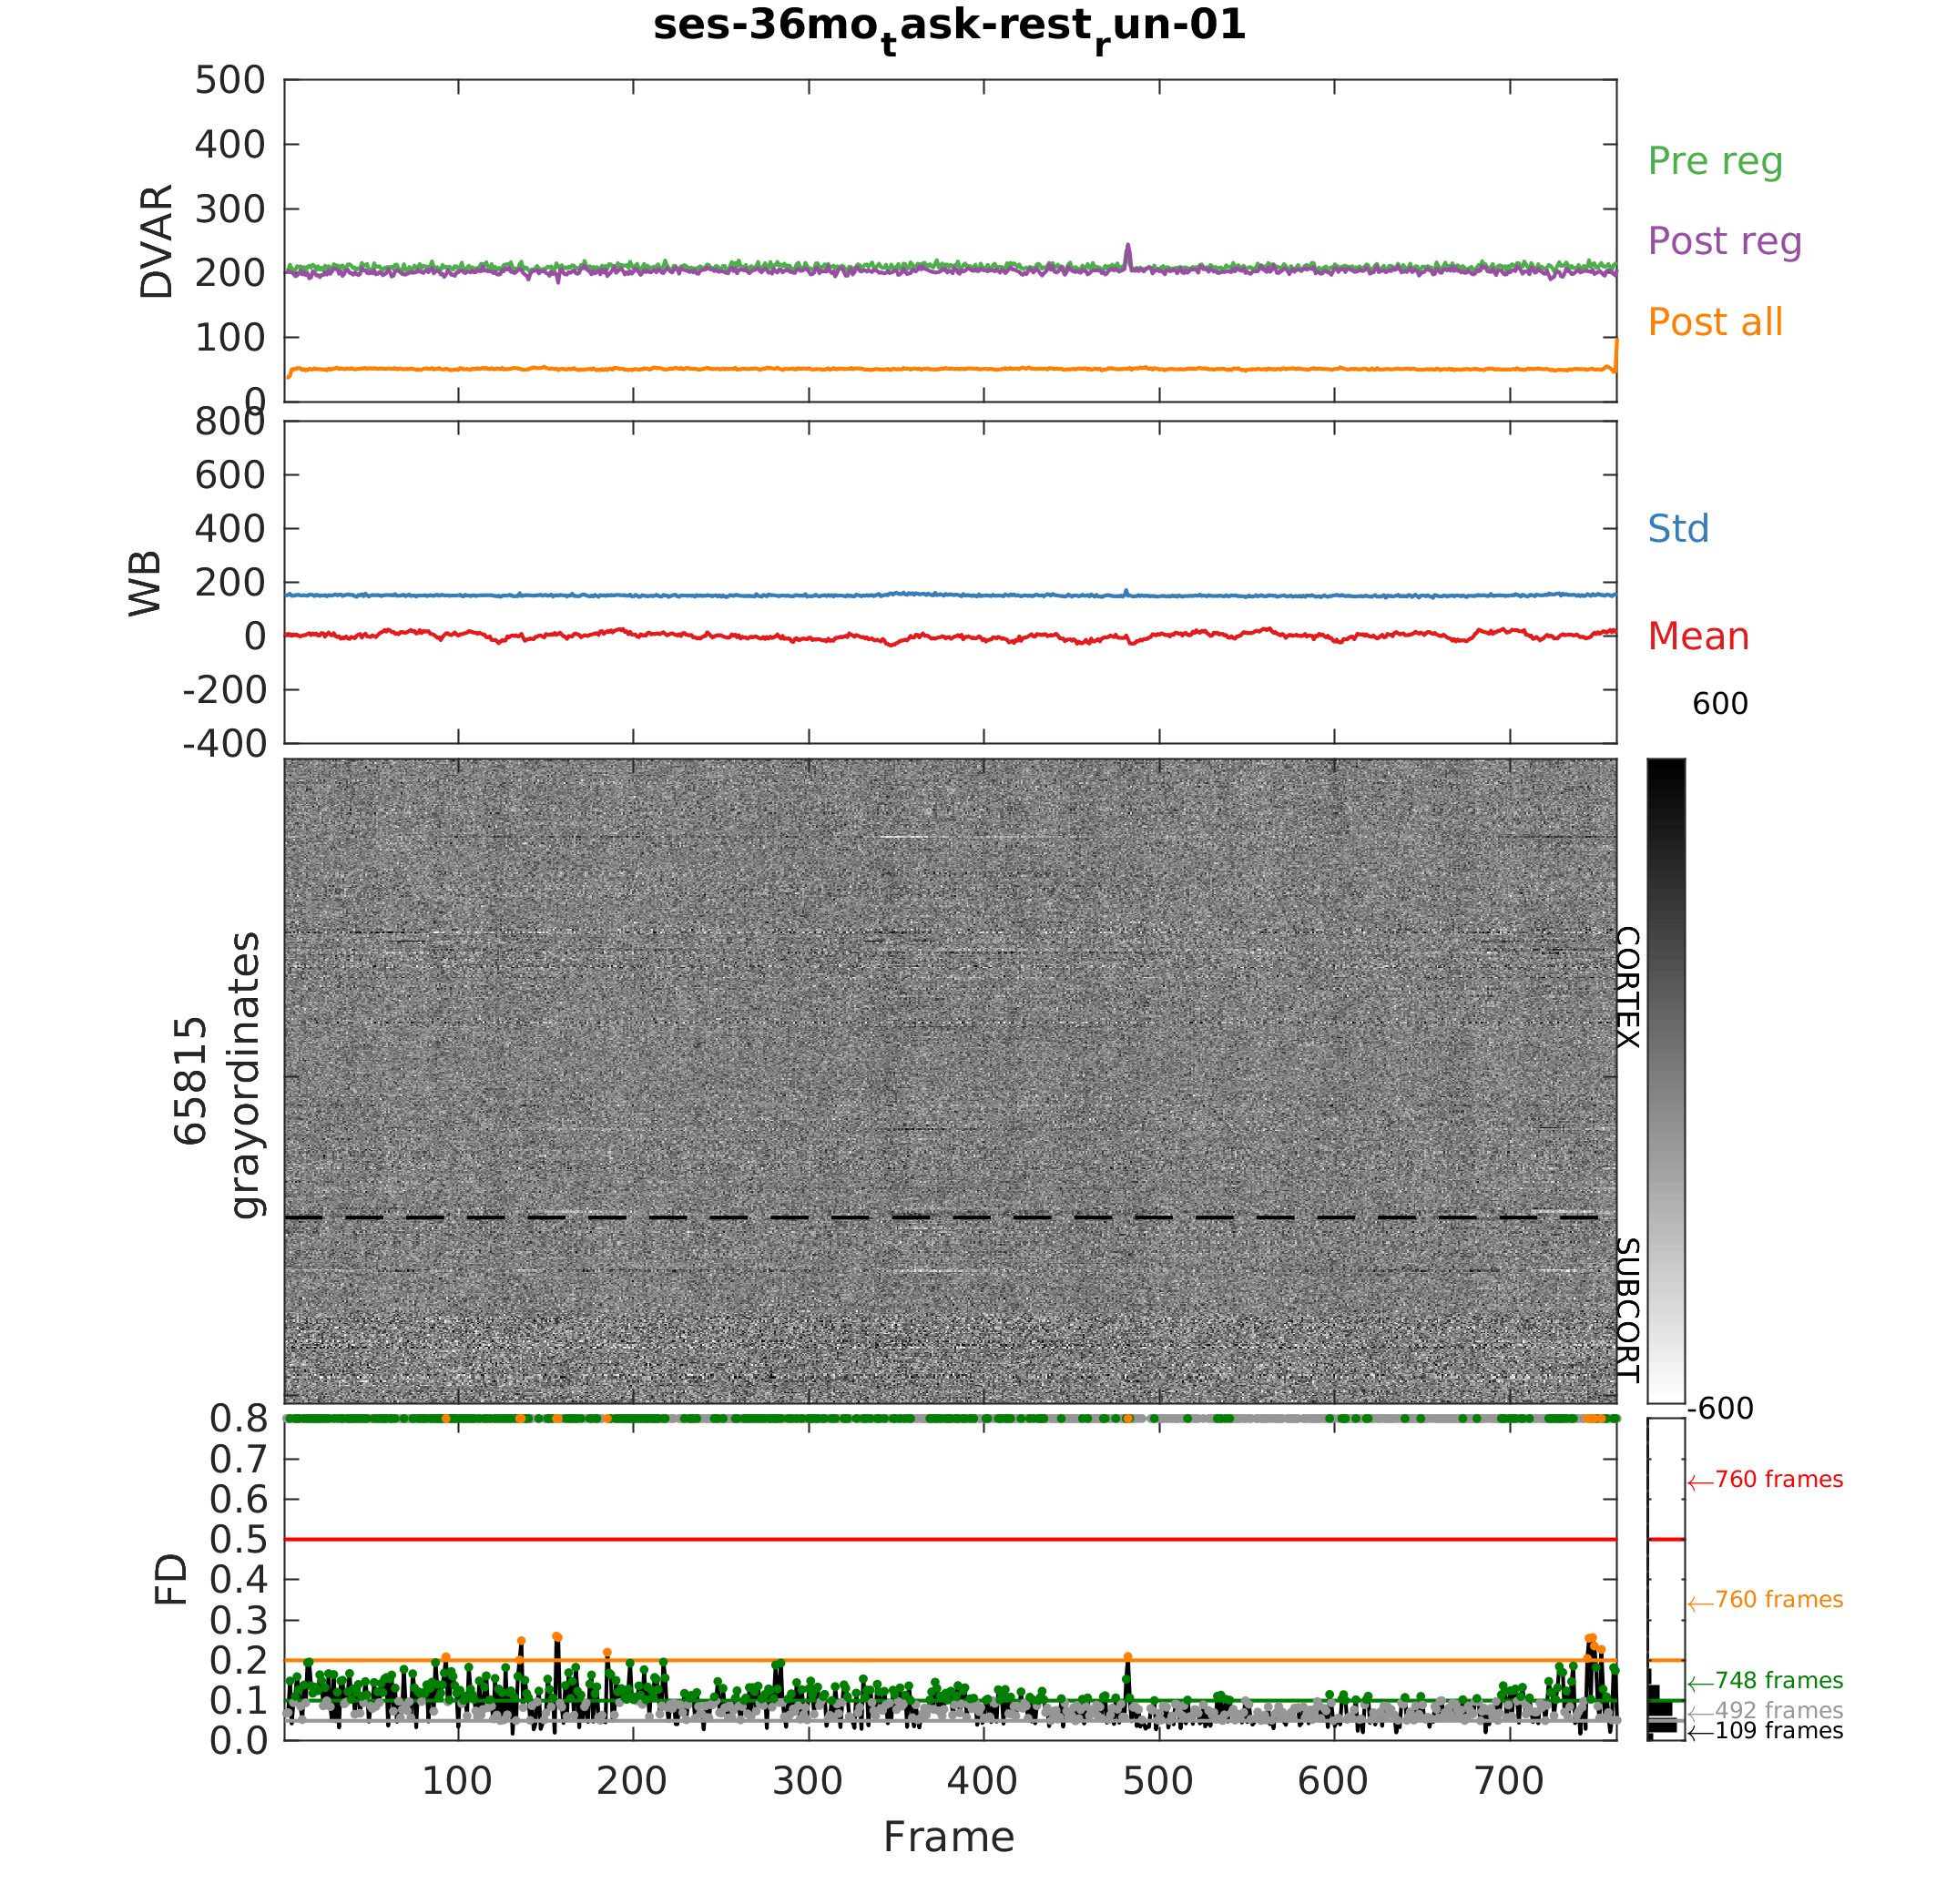 ses-36mo_task-rest_run-01
500
400
300
200
100
0
DVAR
Pre reg
Post reg
Post all
800
600
400
200
0
-200
-400
WB
Std
Mean
600
65815
grayordinates
CORTEX
SUBCORT
-600
0.8
0.7
0.6
0.5
0.4
0.3
0.2
0.1
0.0
FD
←760 frames
←760 frames
←748 frames
←492 frames
←109 frames
100 200 300 400 500 600 700
Frame